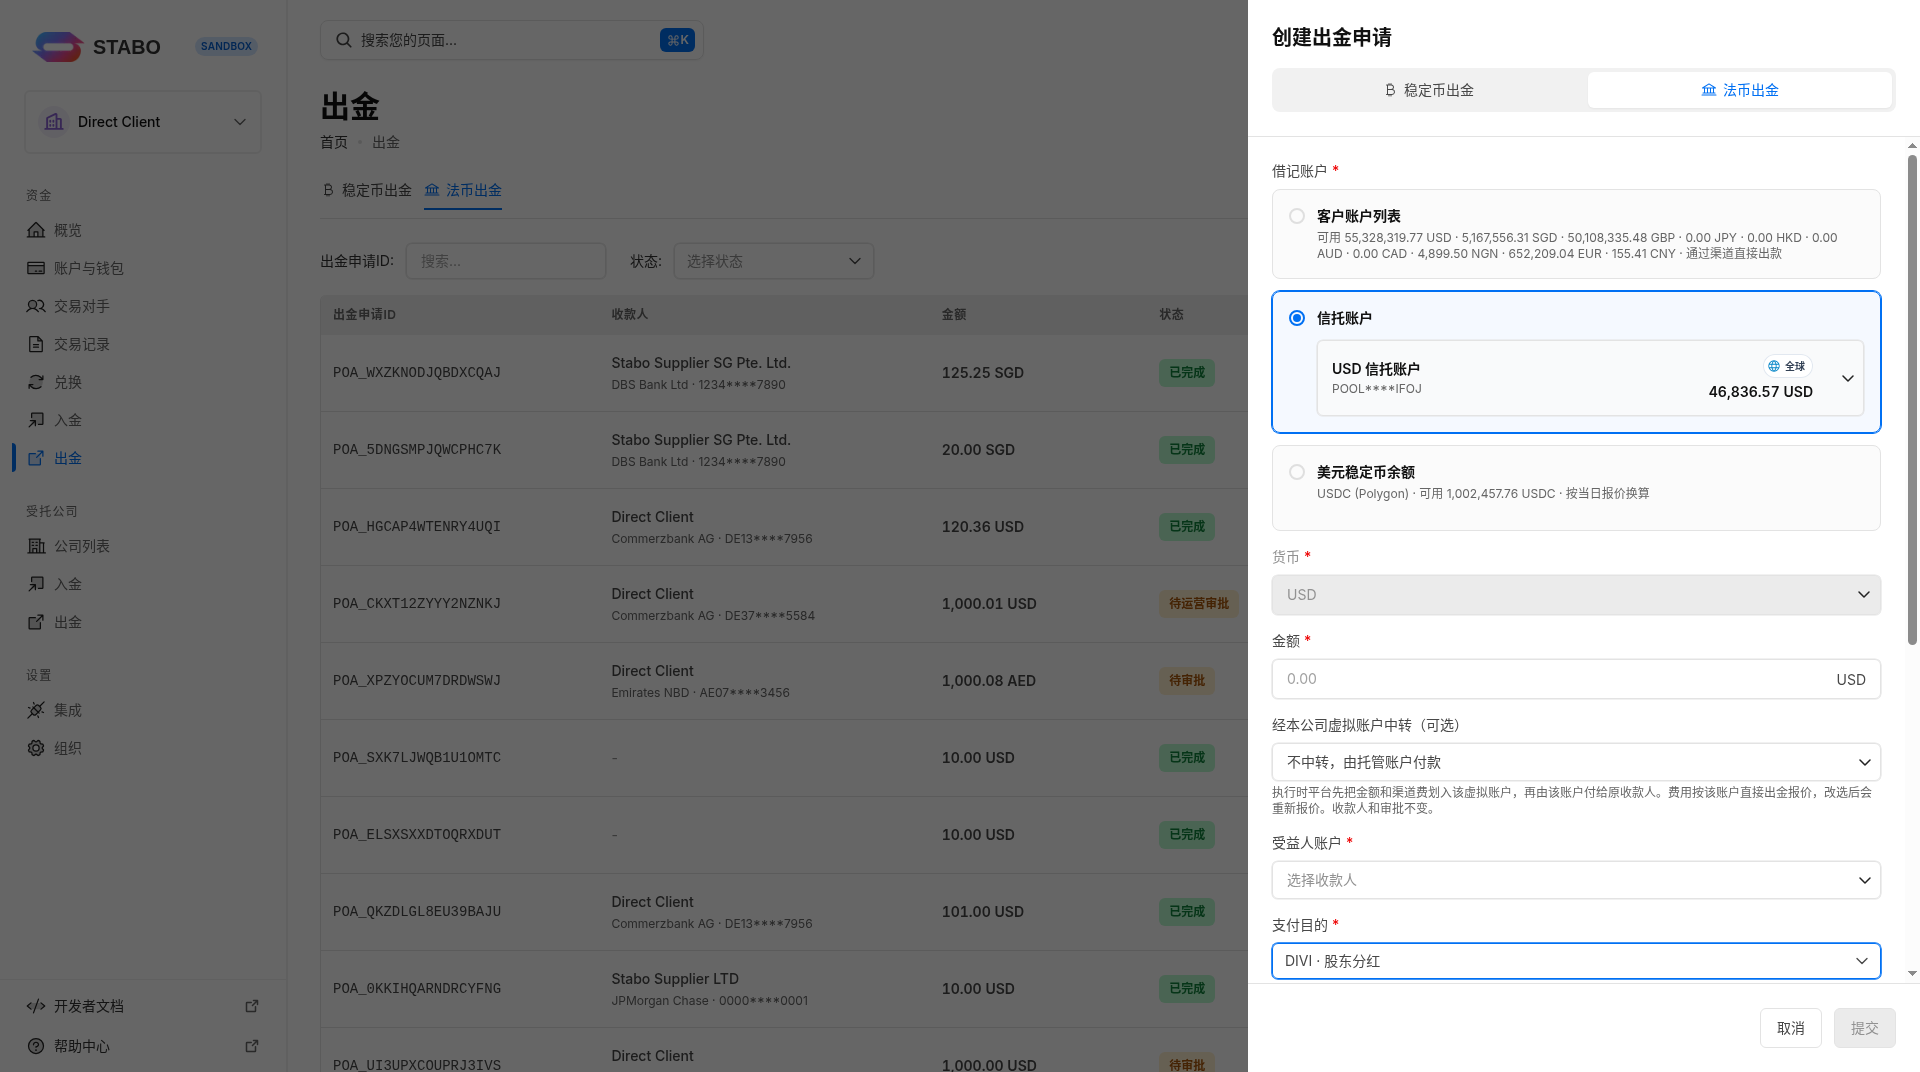 STABO
SANDBOX
Direct Client
资金
概览
账户与钱包
交易对手
交易记录
兑换
入金
出金
受托公司
公司列表
入金
出金
设置
集成
组织
开发者文档
帮助中心
搜索您的页面...
⌘K
出金
首页 • 出金
稳定币出金
法币出金
出金申请ID: 搜索...
状态: 选择状态
出金申请ID 收款人 金额 状态
POA_WXZKNODJQBDXCQAJ Stabo Supplier SG Pte. Ltd. 125.25 SGD 已完成
DBS Bank Ltd · 1234****7890
POA_5DNGSMPJQWCPHC7K Stabo Supplier SG Pte. Ltd. 20.00 SGD 已完成
DBS Bank Ltd · 1234****7890
POA_HGCAP4WTENRY4UQI Direct Client 120.36 USD 已完成
Commerzbank AG · DE13****7956
POA_CKXT12ZYYY2NZNKJ Direct Client 1,000.01 USD 待运营审批
Commerzbank AG · DE37****5584
POA_XPZYOCUM7DRDWSWJ Direct Client 1,000.08 AED 待审批
Emirates NBD · AE07****3456
POA_SXK7LJWQB1U1OMTC - 10.00 USD 已完成
POA_ELSXSXXDTOQRXDUT - 10.00 USD 已完成
POA_QKZDLGL8EU39BAJU Direct Client 101.00 USD 已完成
Commerzbank AG · DE13****7956
POA_0KKIHQARNDRCYFNG Stabo Supplier LTD 10.00 USD 已完成
JPMorgan Chase · 0000****0001
POA_UI3UPXCOUPRJ3IVS Direct Client 1,000.00 USD 待审批
创建出金申请
稳定币出金
法币出金
借记账户 *
客户账户列表
可用 55,328,319.77 USD · 5,167,556.31 SGD · 50,108,335.48 GBP · 0.00 JPY · 0.00 HKD · 0.00
AUD · 0.00 CAD · 4,899.50 NGN · 652,209.04 EUR · 155.41 CNY · 通过渠道直接出款
信托账户
USD 信托账户
POOL****IFOJ
全球
46,836.57 USD
美元稳定币余额
USDC (Polygon) · 可用 1,002,457.76 USDC · 按当日报价换算
货币 *
USD
金额 *
0.00 USD
经本公司虚拟账户中转（可选）
不中转，由托管账户付款
执行时平台先把金额和渠道费划入该虚拟账户，再由该账户付给原收款人。费用按该账户直接出金报价，改选后会
重新报价。收款人和审批不变。
受益人账户 *
选择收款人
支付目的 *
DIVI · 股东分红
取消
提交